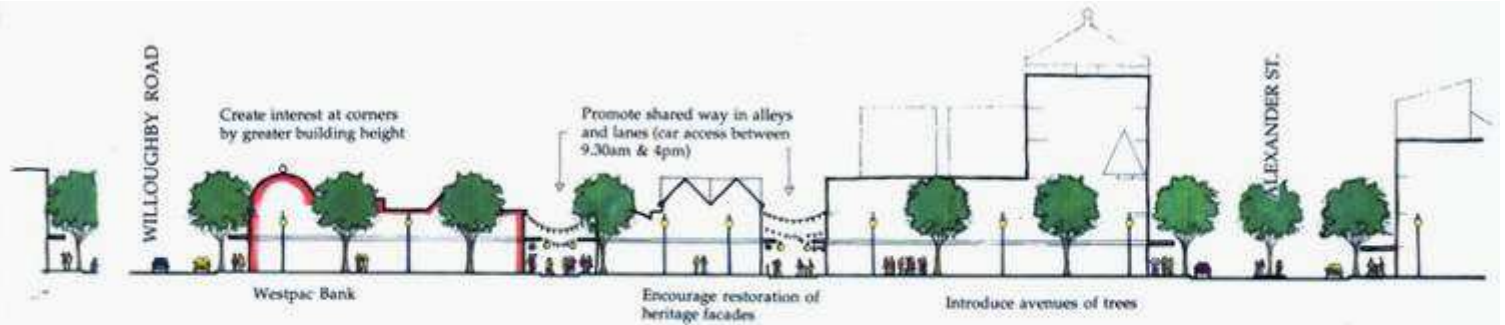 WILLOUGHBY ROAD
Create interest at corners
by greater building height
Promote shared way in alleys
and lanes (car access between
9.30am & 4pm)
ALEXANDER ST.
Westpac Bank
Encourage restoration of
heritage facades
Introduce avenues of trees